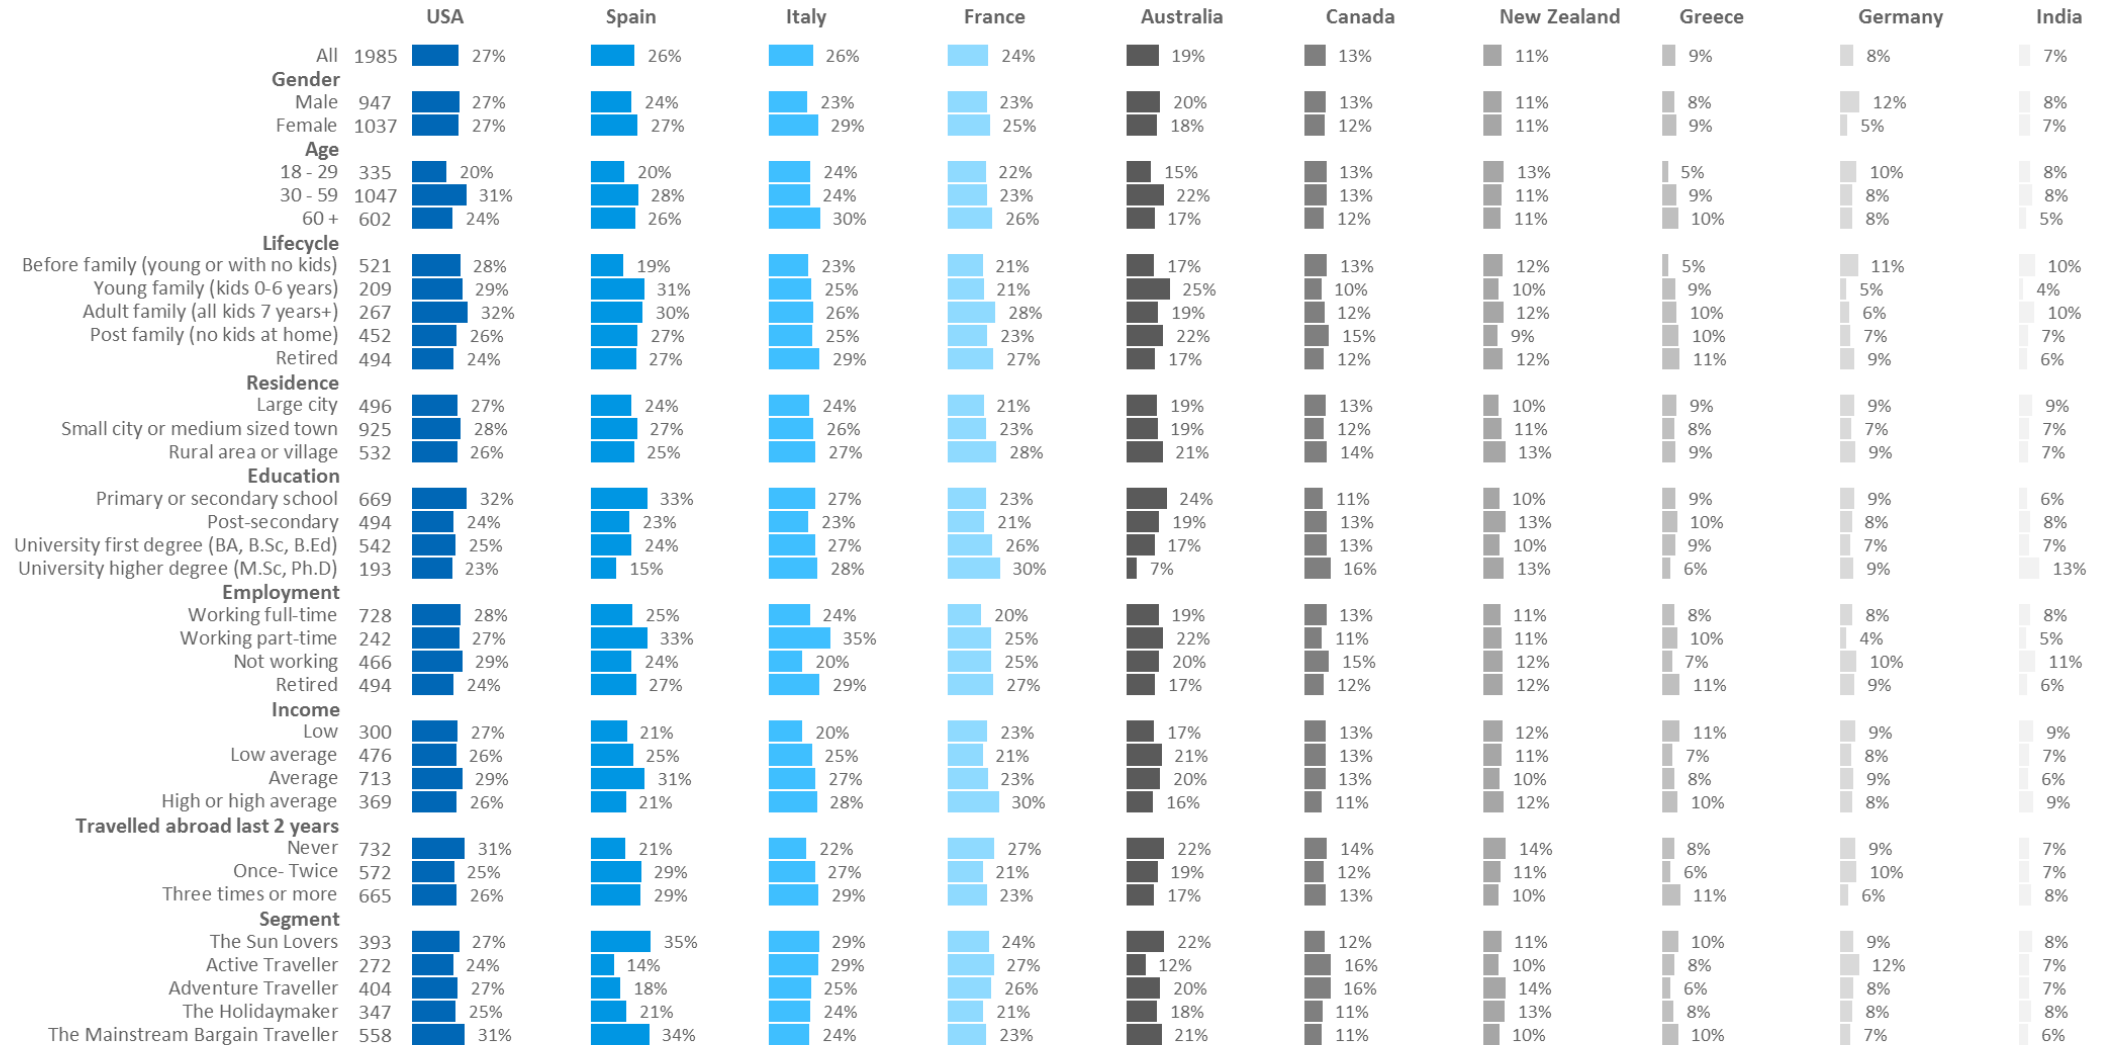 USA Spain Italy France Australia Canada New Zealand Greece Germany India
All 1985 27% 26% 26% 24% 19% 13% 11% 9% 8% 7%
Gender
Male 947 27% 24% 23% 23% 20% 13% 11% 8% 12% 8%
Female 1037 27% 27% 29% 25% 18% 12% 11% 9% 5% 7%
Age
18 - 29 335 20% 20% 24% 22% 15% 13% 13% 5% 10% 8%
30 - 59 1047 31% 28% 24% 23% 22% 13% 11% 9% 8% 8%
60 + 602 24% 26% 30% 26% 17% 12% 11% 10% 8% 5%
Lifecycle
Before family (young or with no kids) 521 28% 19% 23% 21% 17% 13% 12% 5% 11% 10%
Young family (kids 0-6 years) 209 29% 31% 25% 21% 25% 10% 10% 9% 5% 4%
Adult family (all kids 7 years+) 267 32% 30% 26% 28% 19% 12% 12% 10% 6% 10%
Post family (no kids at home) 452 26% 27% 25% 23% 22% 15% 9% 10% 7% 7%
Retired 494 24% 27% 29% 27% 17% 12% 12% 11% 9% 6%
Residence
Large city 496 27% 24% 24% 21% 19% 13% 10% 9% 9% 9%
Small city or medium sized town 925 28% 27% 26% 23% 19% 12% 11% 8% 7% 7%
Rural area or village 532 26% 25% 27% 28% 21% 14% 13% 9% 9% 7%
Education
Primary or secondary school 669 32% 33% 27% 23% 24% 11% 10% 9% 9% 6%
Post-secondary 494 24% 23% 23% 21% 19% 13% 13% 10% 8% 8%
University first degree (BA, B.Sc, B.Ed) 542 25% 24% 27% 26% 17% 13% 10% 9% 7% 7%
University higher degree (M.Sc, Ph.D) 193 23% 15% 28% 30% 7% 16% 13% 6% 9% 13%
Employment
Working full-time 728 28% 25% 24% 20% 19% 13% 11% 8% 8% 8%
Working part-time 242 27% 33% 35% 25% 22% 11% 11% 10% 4% 5%
Not working 466 29% 24% 20% 25% 20% 15% 12% 7% 10% 11%
Retired 494 24% 27% 29% 27% 17% 12% 12% 11% 9% 6%
Income
Low 300 27% 21% 20% 23% 17% 13% 12% 11% 9% 9%
Low average 476 26% 25% 25% 21% 21% 13% 11% 7% 8% 7%
Average 713 29% 31% 27% 23% 20% 13% 10% 8% 9% 6%
High or high average 369 26% 21% 28% 30% 16% 11% 12% 10% 8% 9%
Travelled abroad last 2 years
Never 732 31% 21% 22% 27% 22% 14% 14% 8% 9% 7%
Once- Twice 572 25% 29% 27% 21% 19% 12% 11% 6% 10% 7%
Three times or more 665 26% 29% 29% 23% 17% 13% 10% 11% 6% 8%
Segment
The Sun Lovers 393 27% 35% 29% 24% 22% 12% 11% 10% 9% 8%
Active Traveller 272 24% 14% 29% 27% 12% 16% 10% 8% 12% 7%
Adventure Traveller 404 27% 18% 25% 26% 20% 16% 14% 6% 8% 7%
The Holidaymaker 347 25% 21% 24% 21% 18% 11% 13% 8% 8% 8%
The Mainstream Bargain Traveller 558 31% 34% 24% 23% 21% 11% 10% 10% 7% 6%